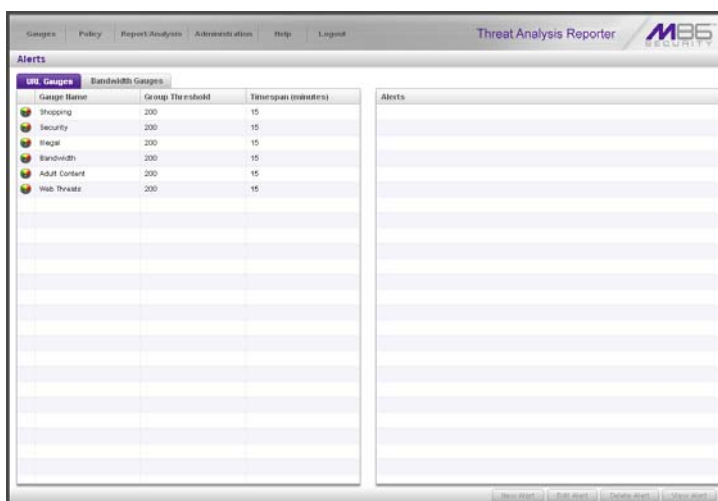 Gauges Policy Report/Analysis Administration Help Logout Threat Analysis Reporter M86 SECURITY
Alerts
URL Gauges Bandwidth Gauges
Gauge Name Group Threshold Timespan (minutes) Alerts
Shopping 200 15
Security 200 15
Illegal 200 15
Bandwidth 200 15
Adult Content 200 15
Web Threats 200 15
New Alert Edit Alert Delete Alert View Alert